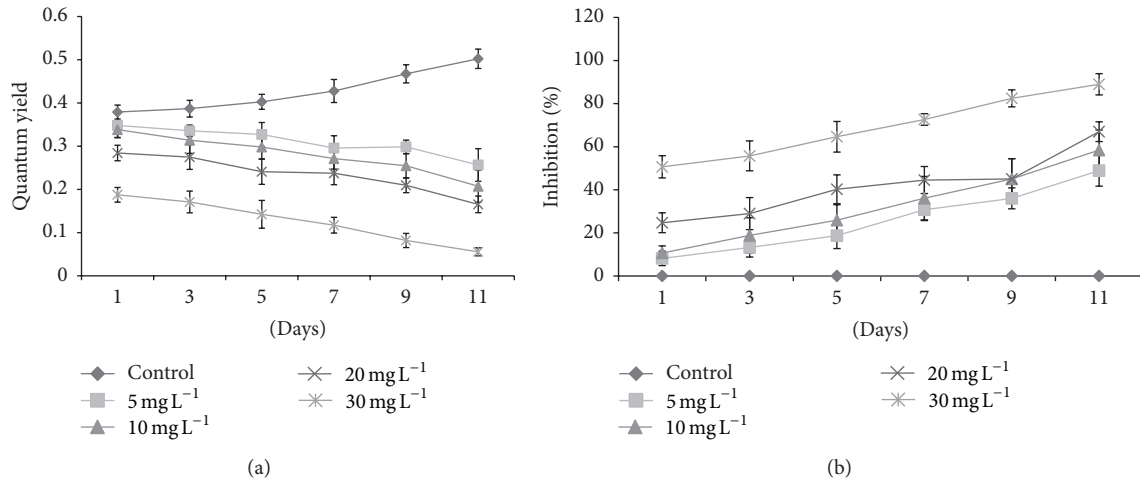 0.6
0.5
0.4
0.3
0.2
0.1
0
Quantum yield
1 3 5 7 9 11
(Days)
Control
5 mg L⁻¹
10 mg L⁻¹
20 mg L⁻¹
30 mg L⁻¹
(a)
120
100
80
60
40
20
0
Inhibition (%)
1 3 5 7 9 11
(Days)
Control
5 mg L⁻¹
10 mg L⁻¹
20 mg L⁻¹
30 mg L⁻¹
(b)